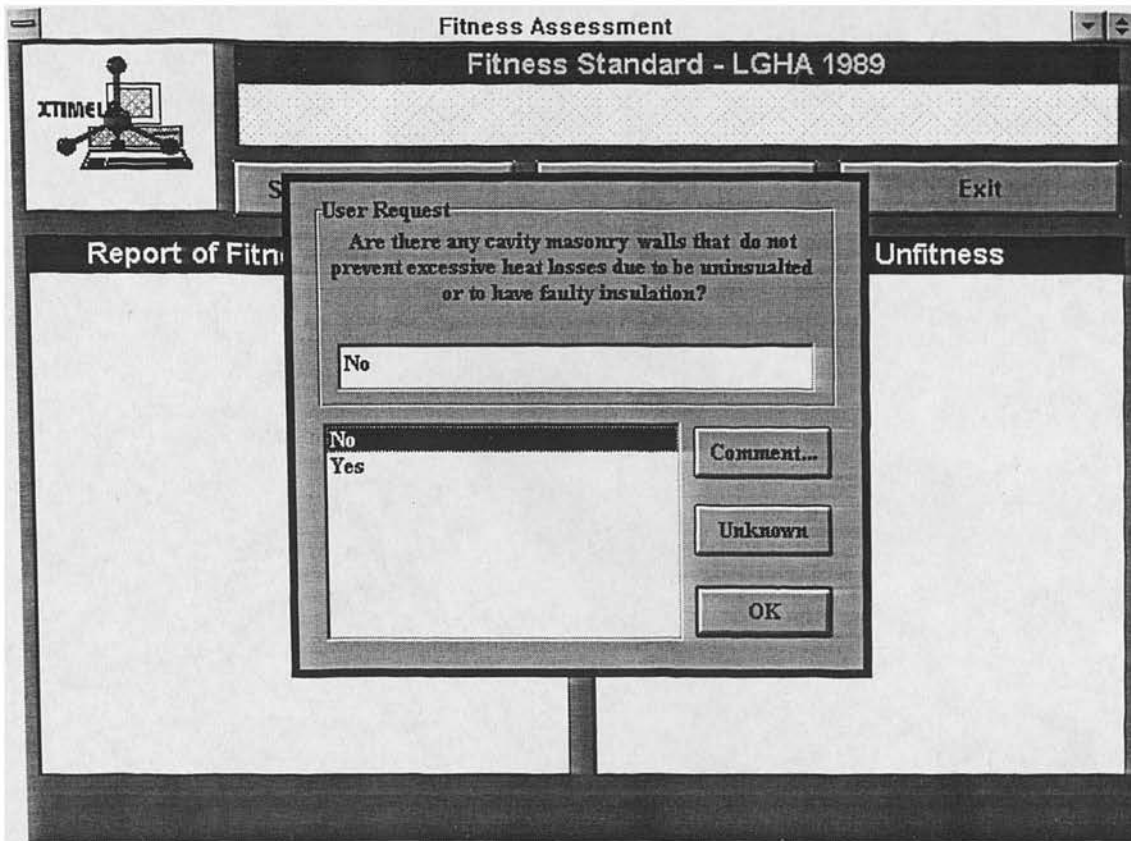 Fitness Assessment
Fitness Standard - LGHA 1989
XTIMEL
Exit
User Request
Are there any cavity masonry walls that do not
prevent excessive heat losses due to be uninsualted
or to have faulty insulation?
No
No
Yes
Comment...
Unknown
OK
Report of
Unfitness